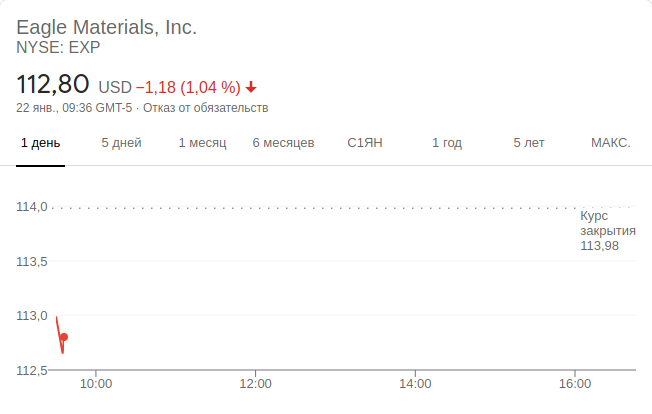 Eagle Materials, Inc.
NYSE: EXP
112,80 USD −1,18 (1,04 %)
22 янв., 09:36 GMT-5 · Отказ от обязательств
1 день 5 дней 1 месяц 6 месяцев С1ЯН 1 год 5 лет МАКС.
114,0
Курс
закрытия
113,98
113,5
113,0
112,5
10:00 12:00 14:00 16:00